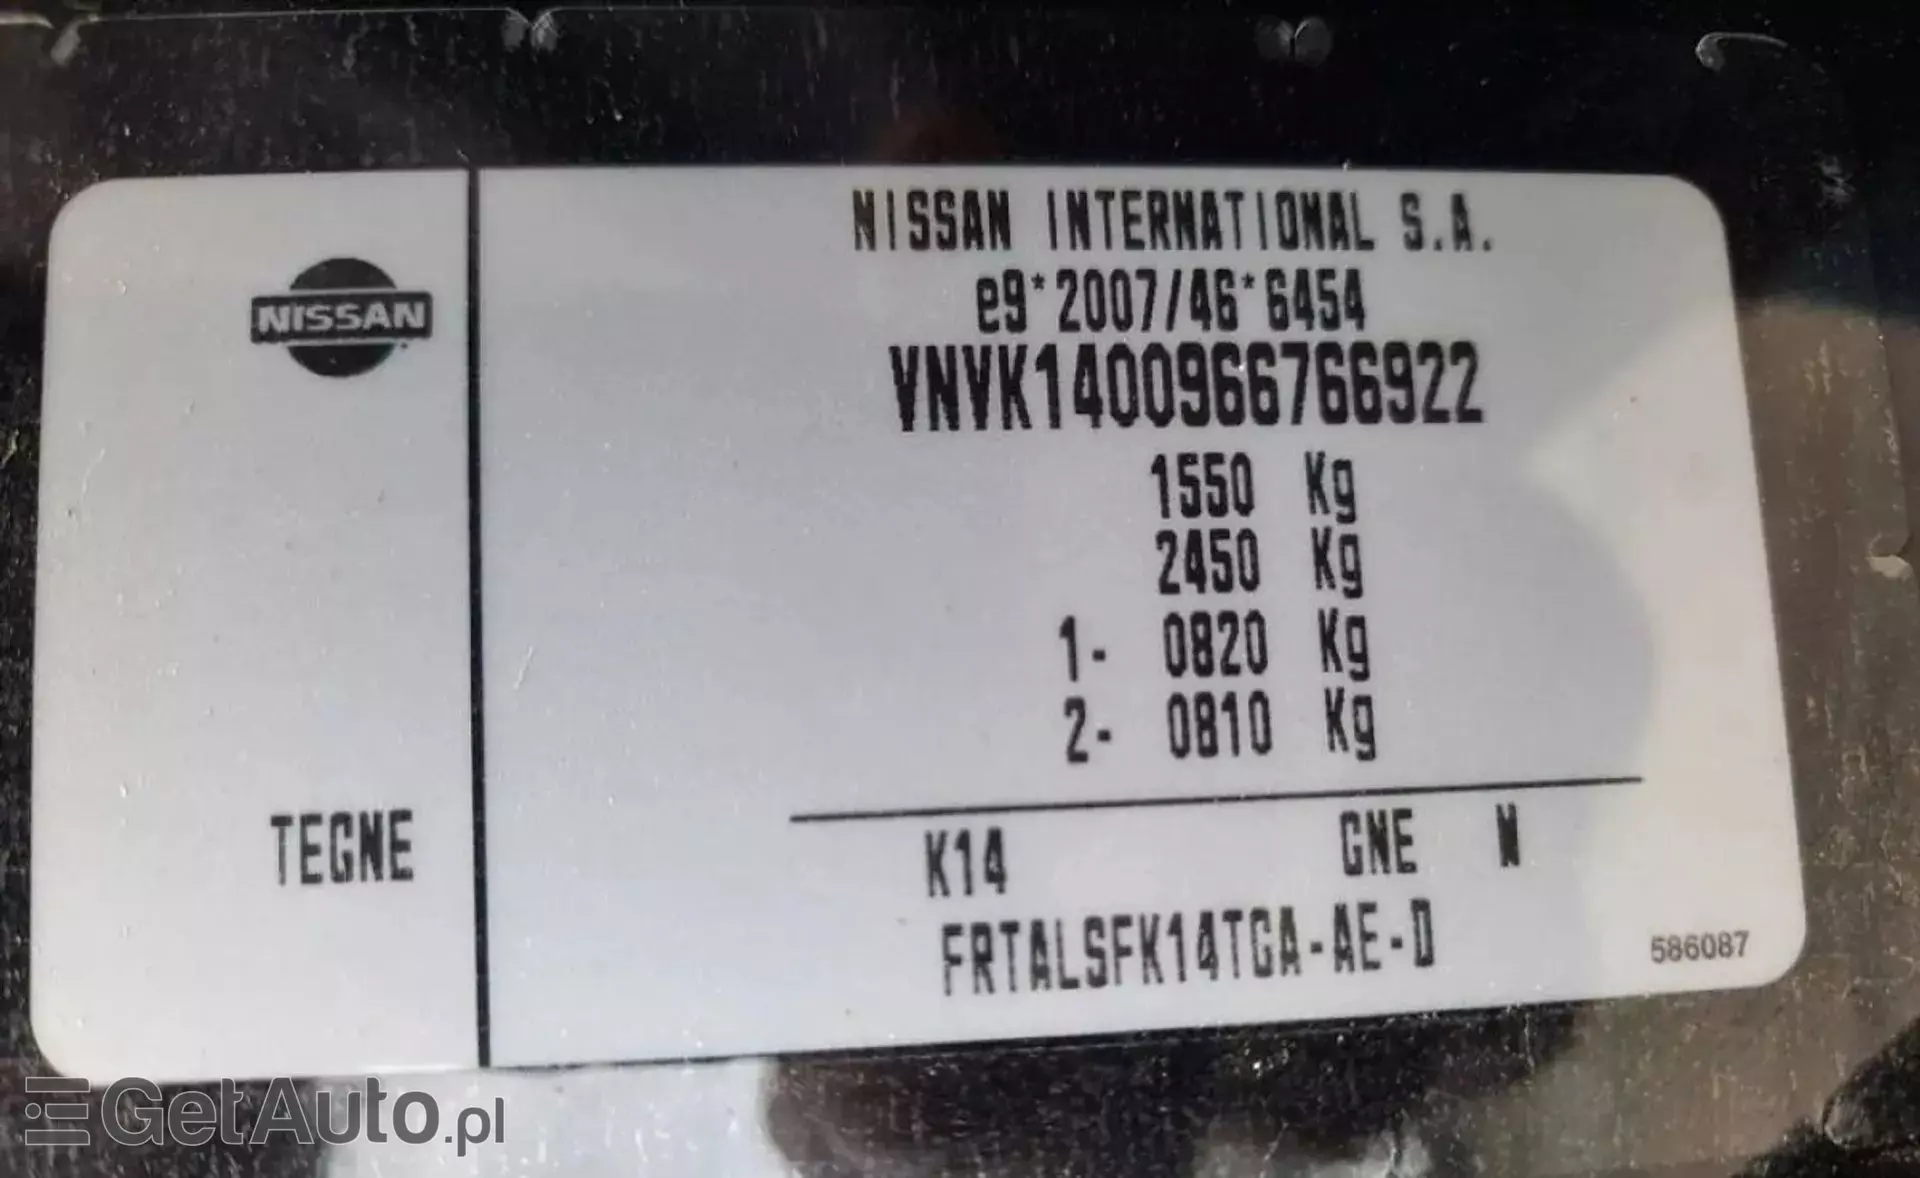 NISSAN INTERNATIONAL S.A.
e9*2007/46*6454
NISSAN
VNVK1400966766922
1550 Kg
2450 Kg
1- 0820 Kg
2- 0810 Kg
TEGNE
K14 GNE N
FRTALSFK14TGA-AE-D
586087
GetAuto.pl